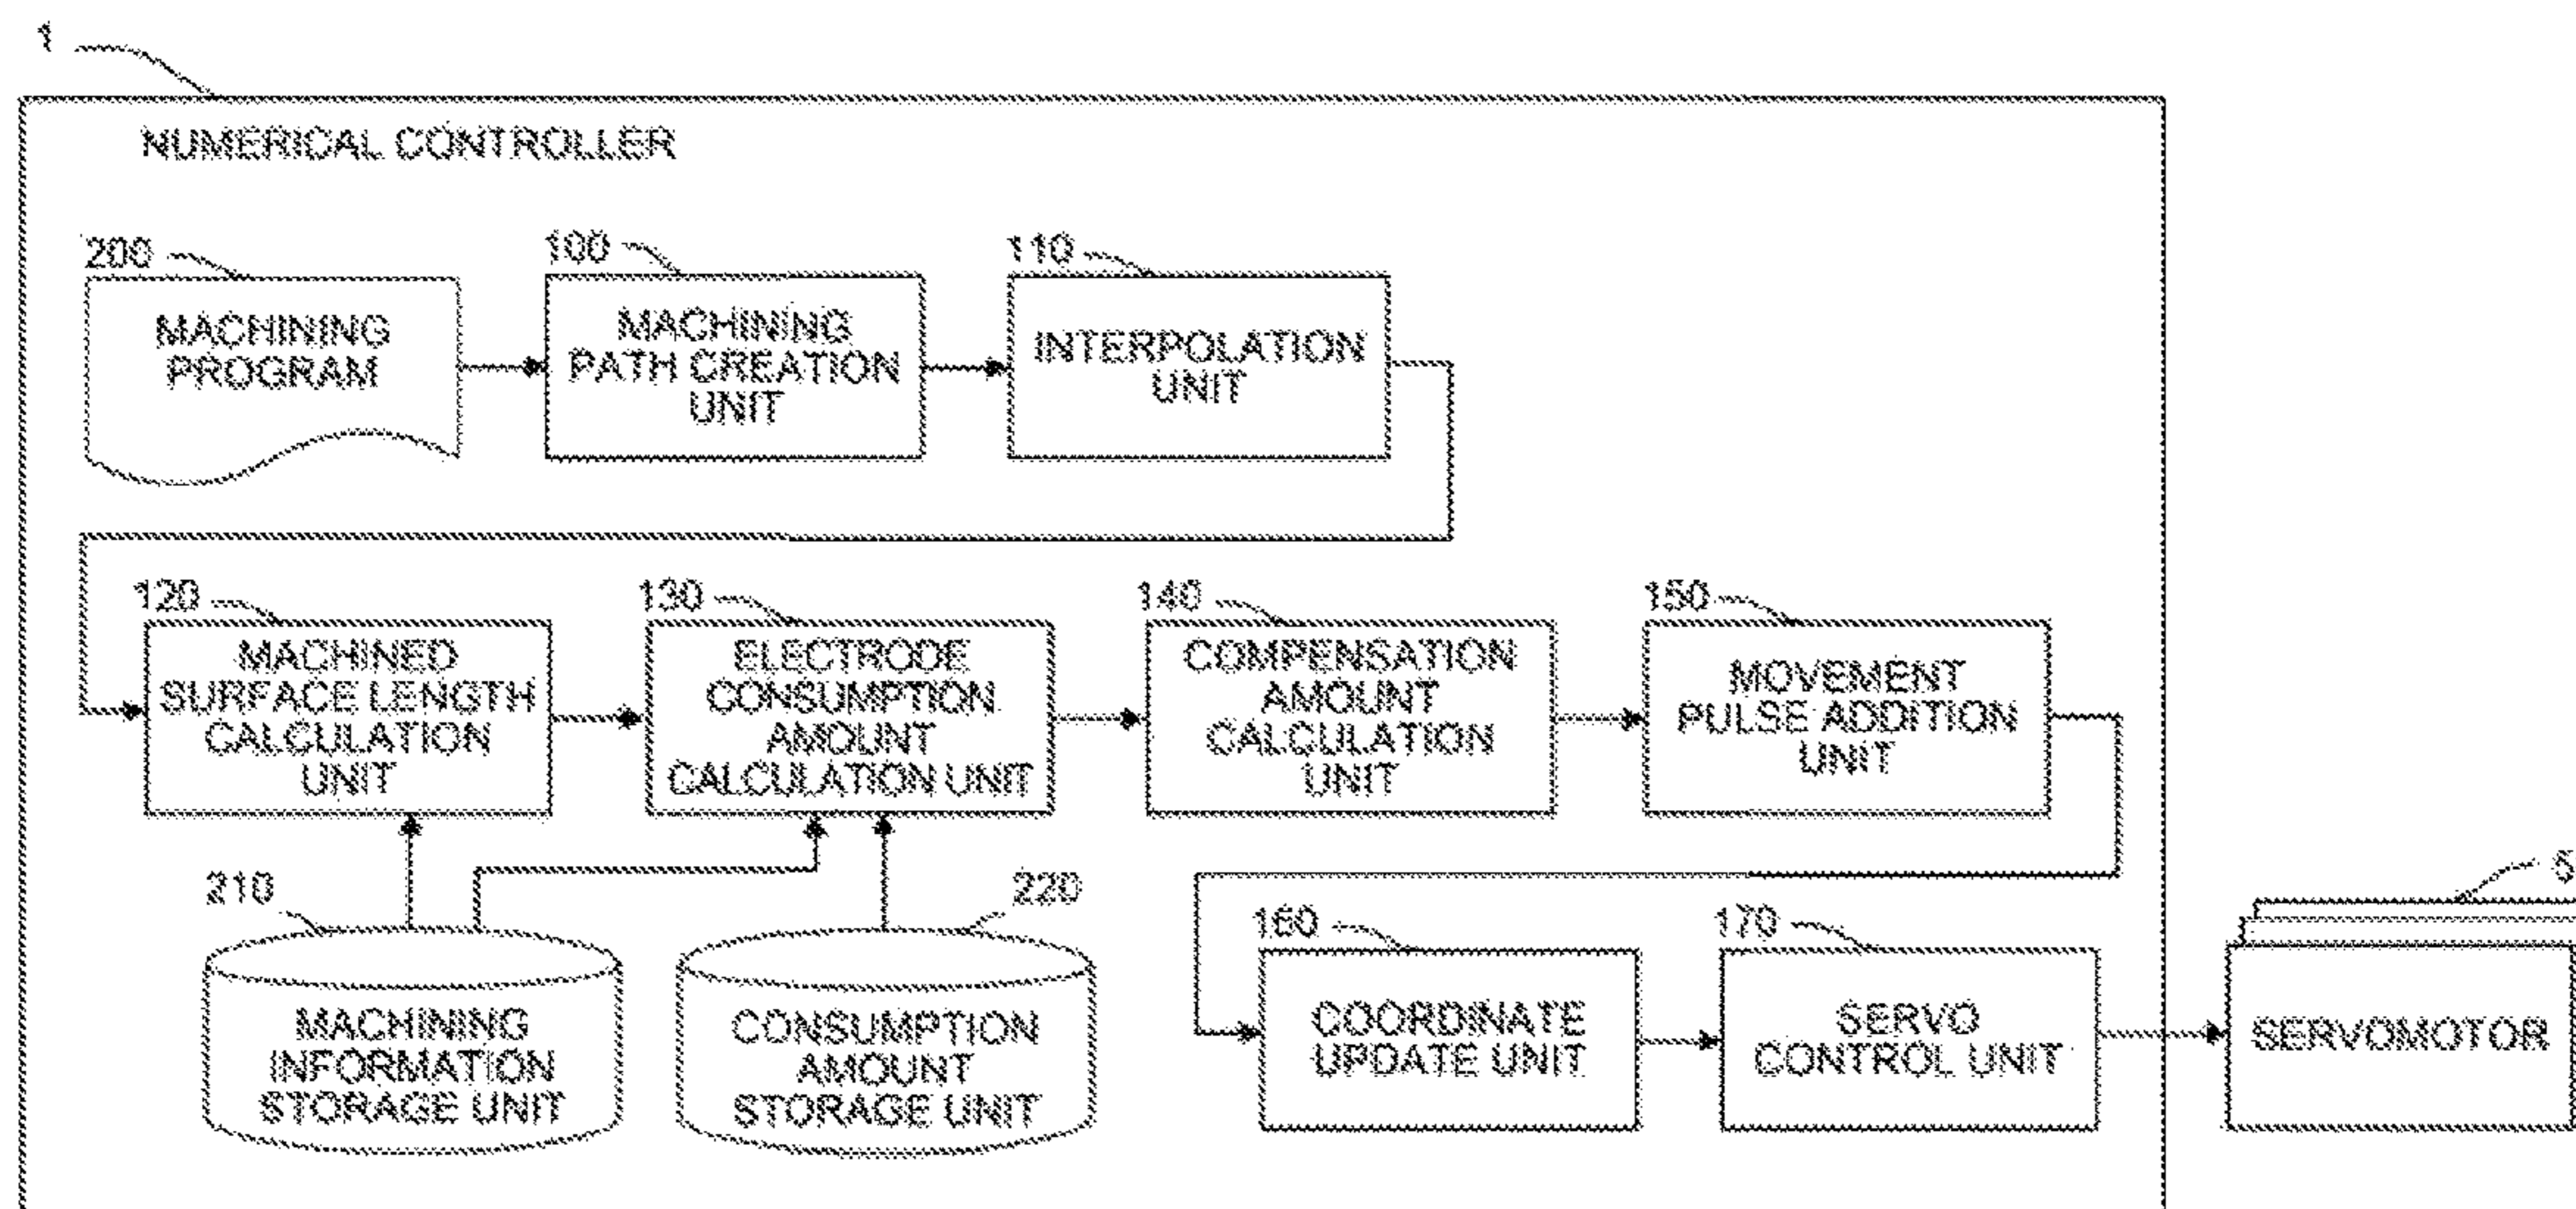 1
NUMERICAL CONTROLLER
200
100
110
MACHINING
PROGRAM
MACHINING
PATH CREATION
UNIT
INTERPOLATION
UNIT
120
130
140
150
MACHINED
SURFACE LENGTH
CALCULATION
UNIT
ELECTRODE
CONSUMPTION
AMOUNT
CALCULATION UNIT
COMPENSATION
AMOUNT
CALCULATION
UNIT
MOVEMENT
PULSE ADDITION
UNIT
210
220
160
170
5
MACHINING
INFORMATION
STORAGE UNIT
CONSUMPTION
AMOUNT
STORAGE UNIT
COORDINATE
UPDATE UNIT
SERVO
CONTROL UNIT
SERVOMOTOR